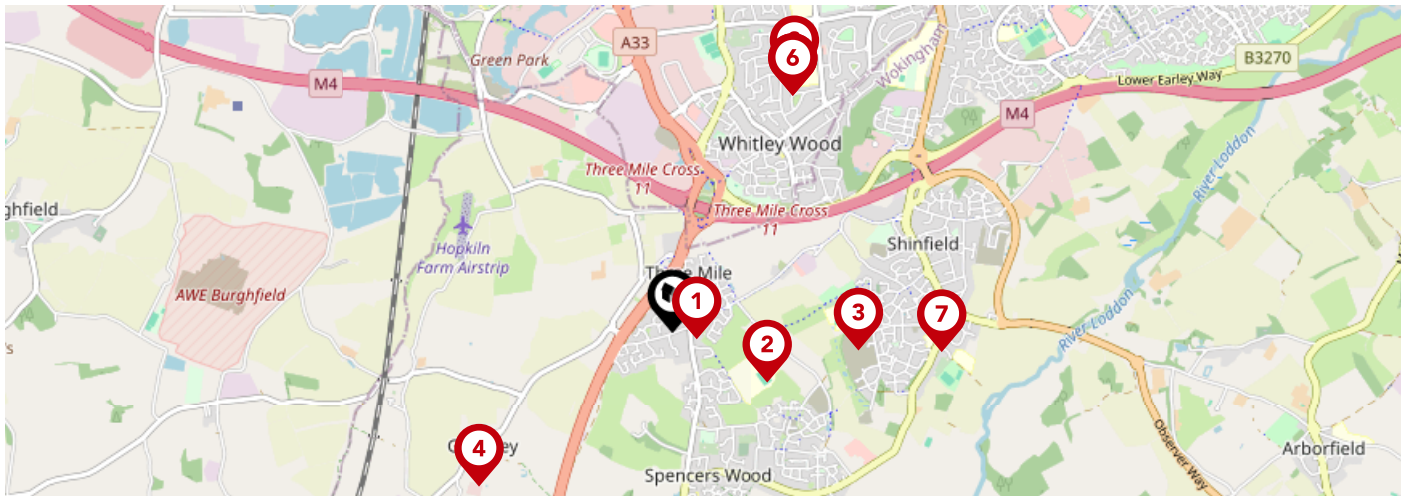 A33
Green Park
6
B3270
Lower Earley Way
M4
Wokingham
M4
Whitley Wood
River Loddon
Three Mile Cross
11
Three Mile Cross
11
Hopkiln
Farm Airstrip
Shinfield
Three Mile
AWE Burghfield
1
3
7
2
River Loddon
4
Spencers Wood
Observer Way
Arborfield